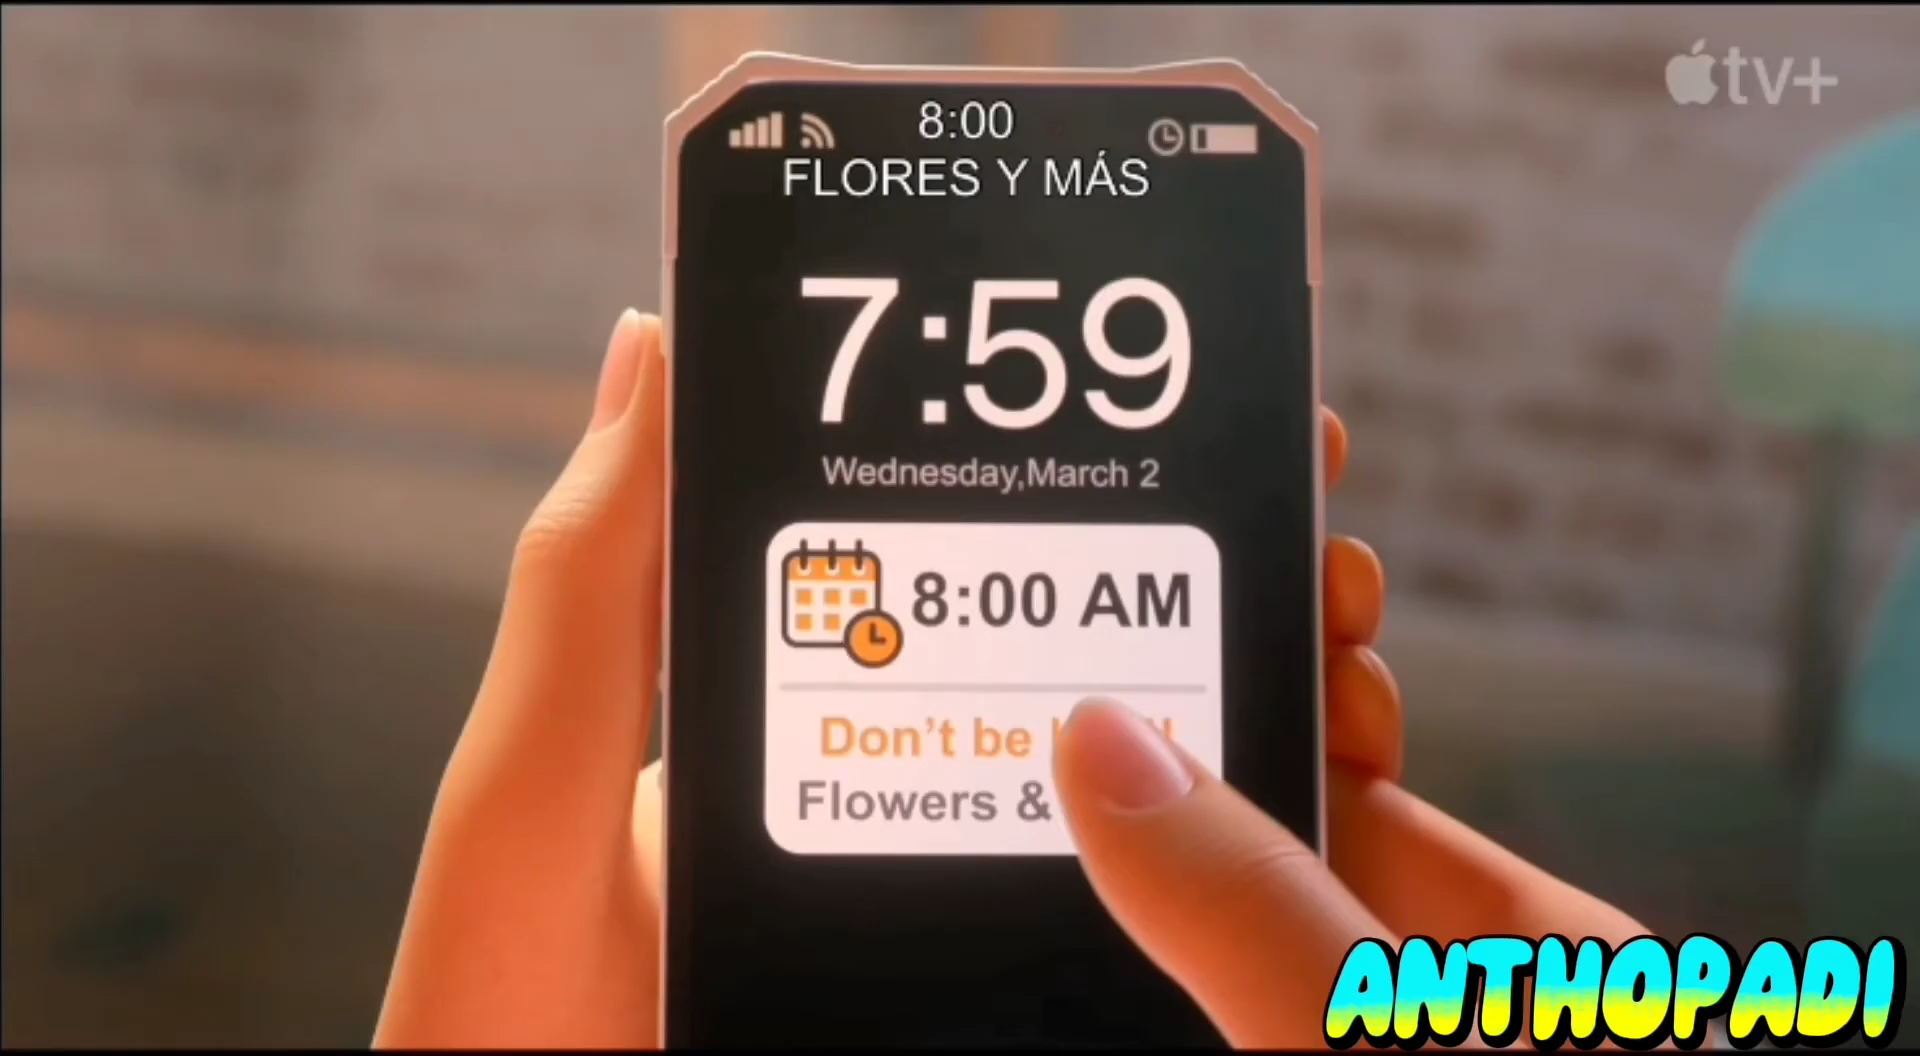 tv+
8:00
FLORES Y MÁS
7:59
Wednesday,March 2
8:00 AM
Don't be
Flowers &
ANTHOPADI